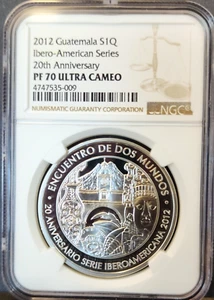 2012 Guatemala S1Q
Ibero-American Series
20th Anniversary
PF 70 ULTRA CAMEO
4747535-009
NUMISMATIC GUARANTY CORPORATION
NGC
ENCUENTRO DE DOS MUNDOS
20 ANIVERSARIO SERIE IBEROAMERICANA 2012